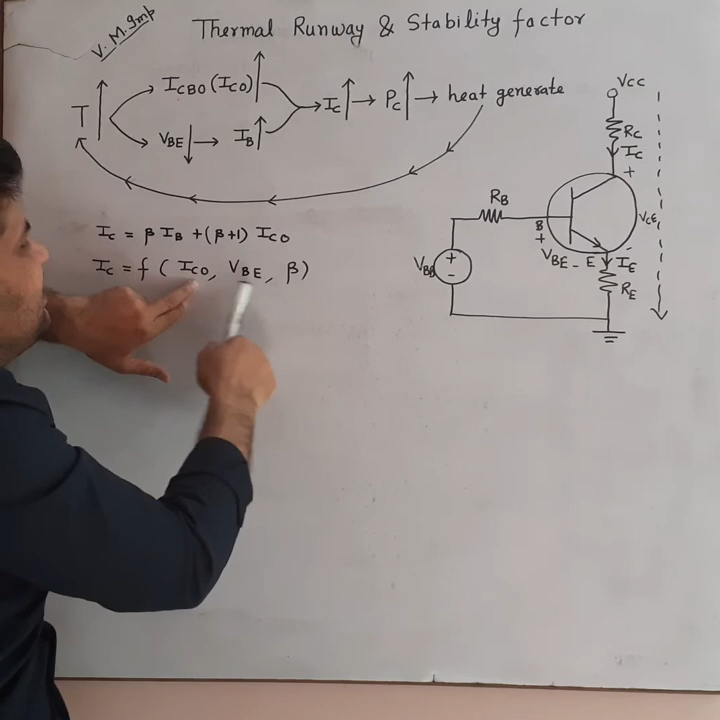 V. M. Imp
Thermal Runway & Stability factor
T↑ → ICBO (ICO)↑ → IC↑ → PC↑ → heat generate
VBE↓ → IB↑
IC = β IB + (β+1) ICO
IC = f ( ICO, VBE, β)
VCC
RC
IC
+
RB
B
+
VCE
-
VBE - E
IE
RE
VBB
+
-